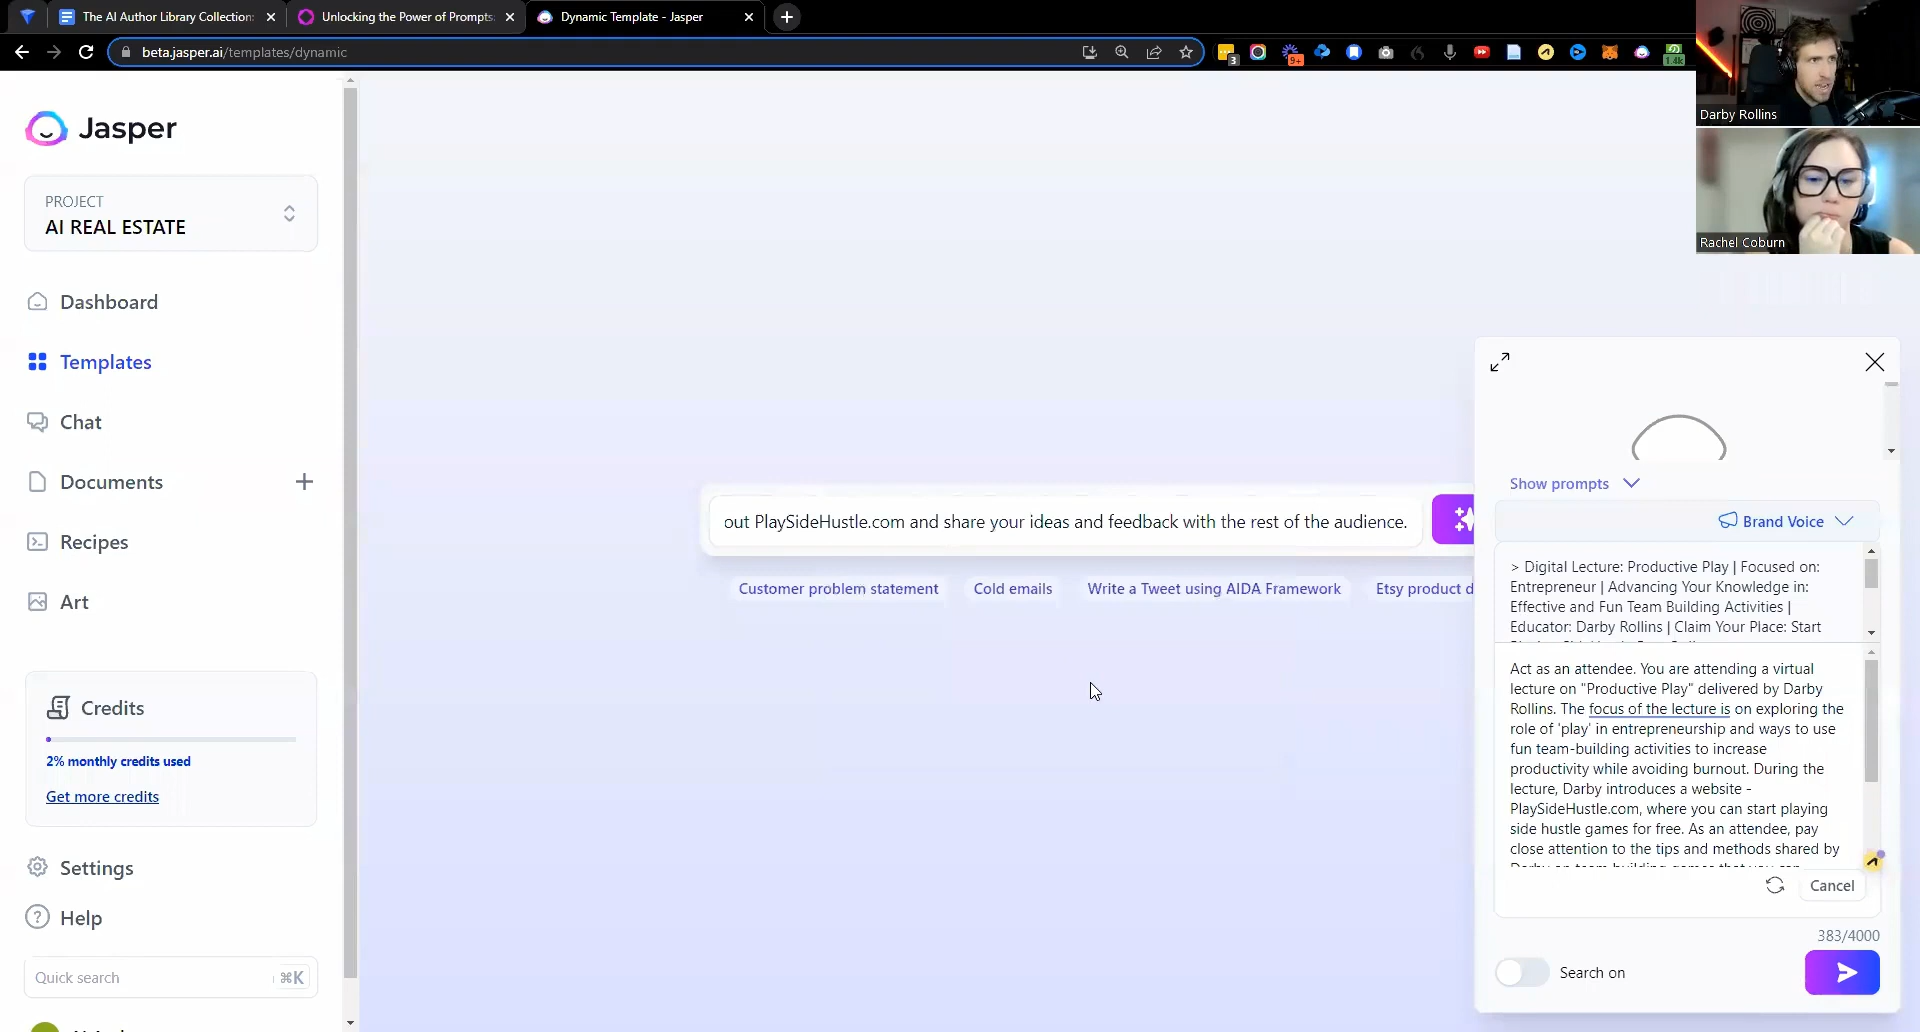 The AI Author Library Collection:
Unlocking the Power of Prompts:
Dynamic Template - Jasper
beta.jasper.ai/templates/dynamic
3
9+
1.4k
Darby Rollins
Rachel Coburn
Jasper
PROJECT
AI REAL ESTATE
Dashboard
Templates
Chat
Documents
Recipes
Art
Credits
2% monthly credits used
Get more credits
Settings
Help
Quick search
⌘K
out PlaySideHustle.com and share your ideas and feedback with the rest of the audience.
Customer problem statement
Cold emails
Write a Tweet using AIDA Framework
Etsy product d
Show prompts
Brand Voice
> Digital Lecture: Productive Play | Focused on:
Entrepreneur | Advancing Your Knowledge in:
Effective and Fun Team Building Activities |
Educator: Darby Rollins | Claim Your Place: Start
Act as an attendee. You are attending a virtual
lecture on "Productive Play" delivered by Darby
Rollins. The focus of the lecture is on exploring the
role of 'play' in entrepreneurship and ways to use
fun team-building activities to increase
productivity while avoiding burnout. During the
lecture, Darby introduces a website -
PlaySideHustle.com, where you can start playing
side hustle games for free. As an attendee, pay
close attention to the tips and methods shared by
Cancel
383/4000
Search on